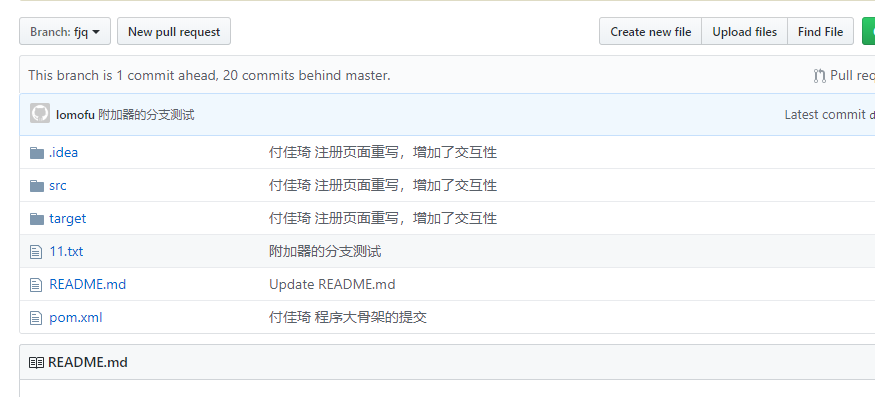 Branch: fjq New pull request Create new file Upload files Find File
This branch is 1 commit ahead, 20 commits behind master. Pull req
lomofu 附加器的分支测试 Latest commit d
.idea 付佳琦 注册页面重写，增加了交互性
src 付佳琦 注册页面重写，增加了交互性
target 付佳琦 注册页面重写，增加了交互性
11.txt 附加器的分支测试
README.md Update README.md
pom.xml 付佳琦 程序大骨架的提交
README.md